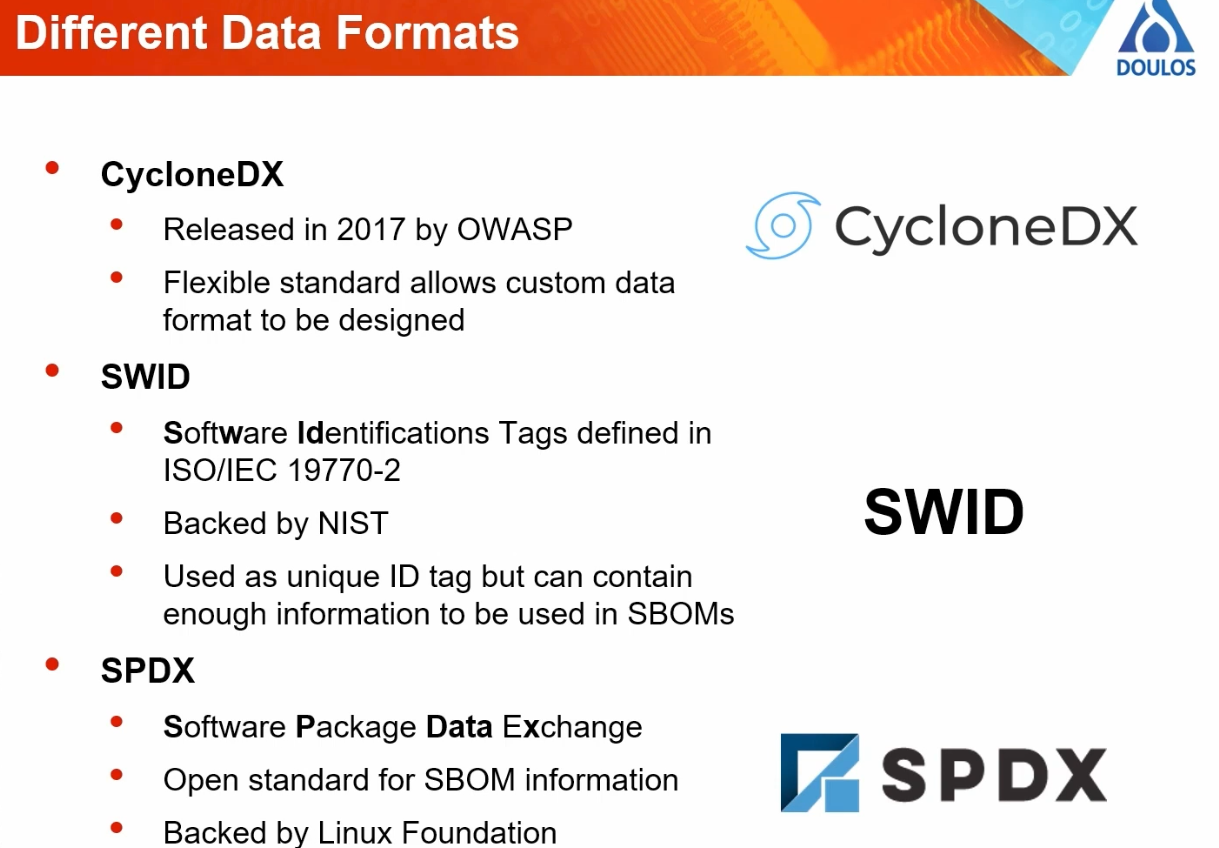 Different Data Formats
DOULOS
• CycloneDX
• Released in 2017 by OWASP
• Flexible standard allows custom data
format to be designed
CycloneDX
• SWID
• Software Identifications Tags defined in
ISO/IEC 19770-2
• Backed by NIST
• Used as unique ID tag but can contain
enough information to be used in SBOMs
SWID
• SPDX
• Software Package Data Exchange
• Open standard for SBOM information
• Backed by Linux Foundation
SPDX